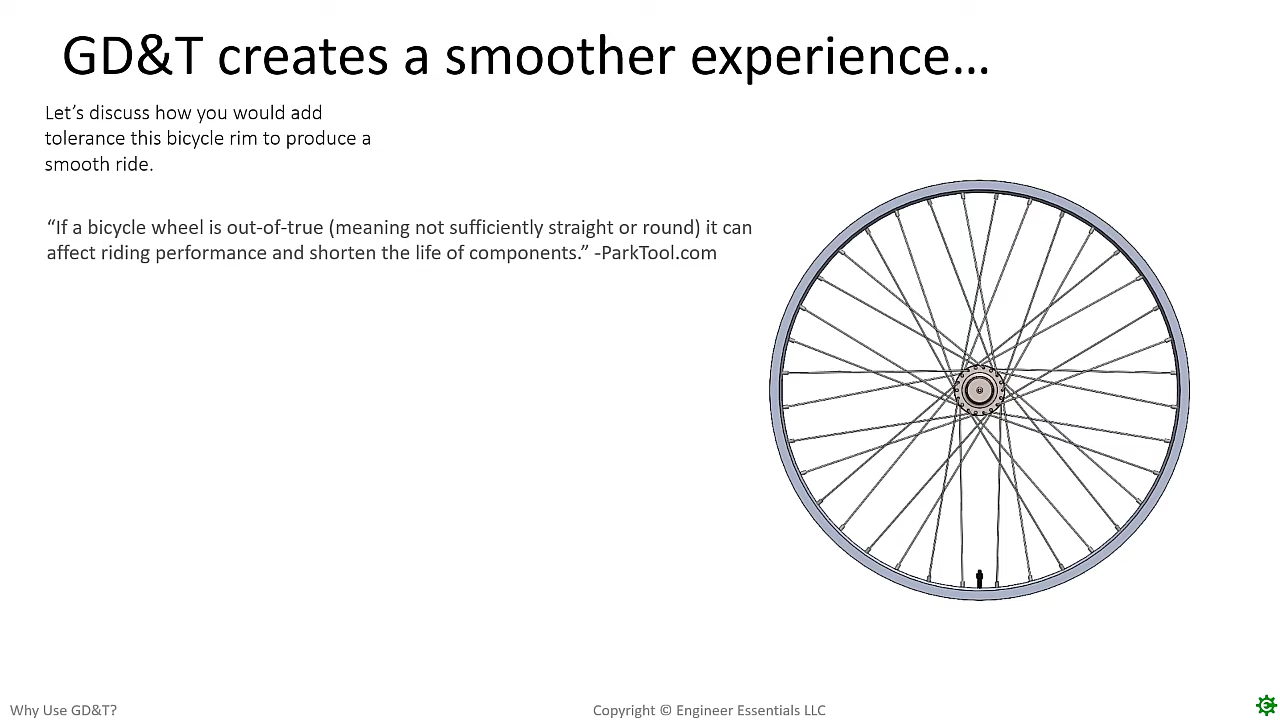 GD&T creates a smoother experience…
Let’s discuss how you would add
tolerance this bicycle rim to produce a
smooth ride.
“If a bicycle wheel is out-of-true (meaning not sufficiently straight or round) it can
affect riding performance and shorten the life of components.” -ParkTool.com
Why Use GD&T?
Copyright © Engineer Essentials LLC